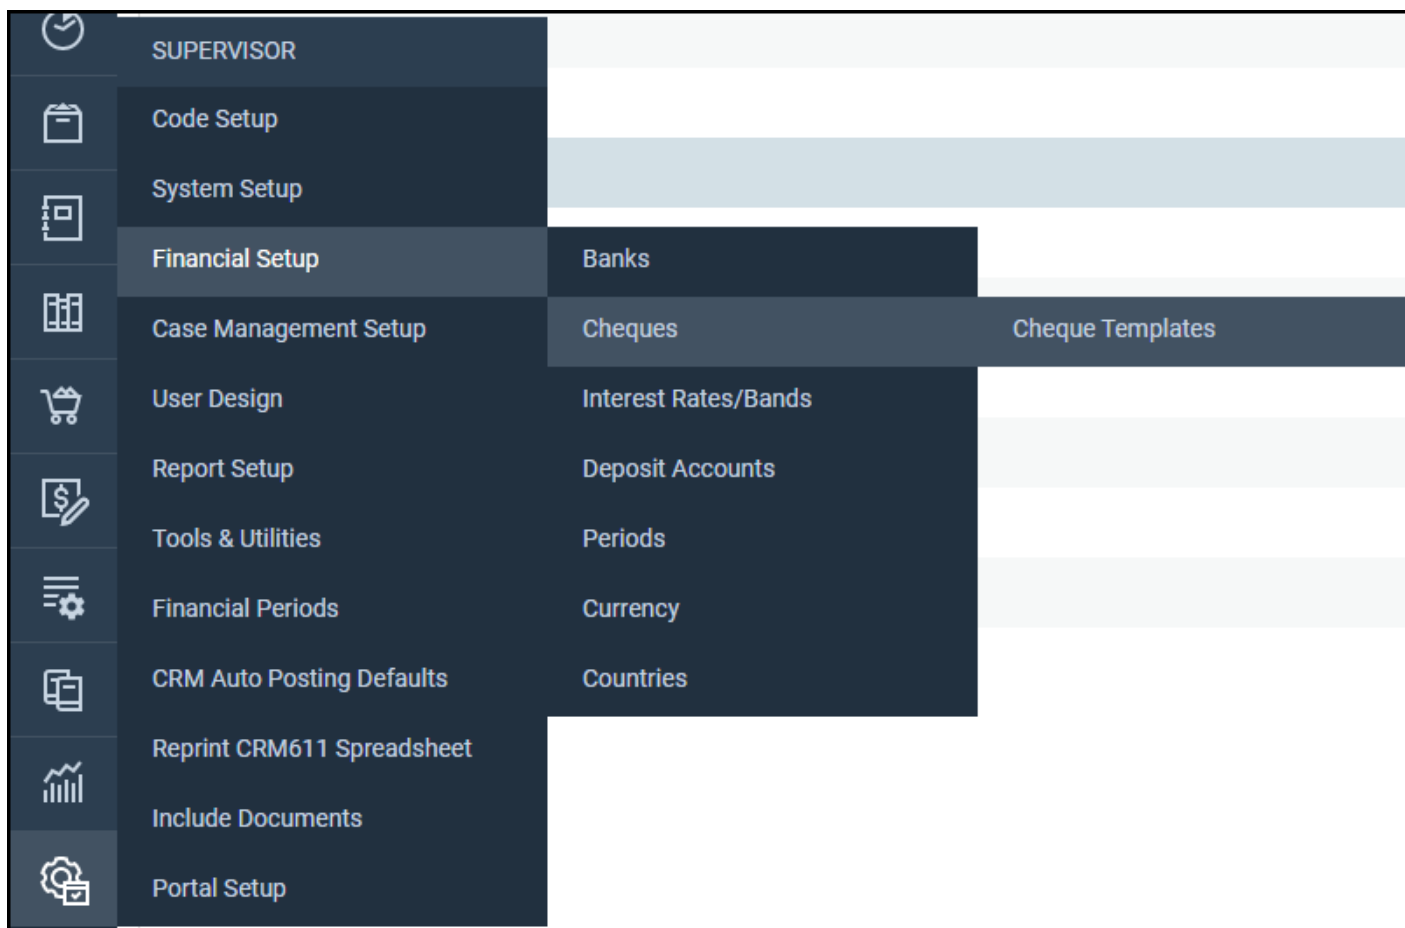 SUPERVISOR
Code Setup
System Setup
Financial Setup
Case Management Setup
User Design
Report Setup
Tools & Utilities
Financial Periods
CRM Auto Posting Defaults
Reprint CRM611 Spreadsheet
Include Documents
Portal Setup
Banks
Cheques
Interest Rates/Bands
Deposit Accounts
Periods
Currency
Countries
Cheque Templates